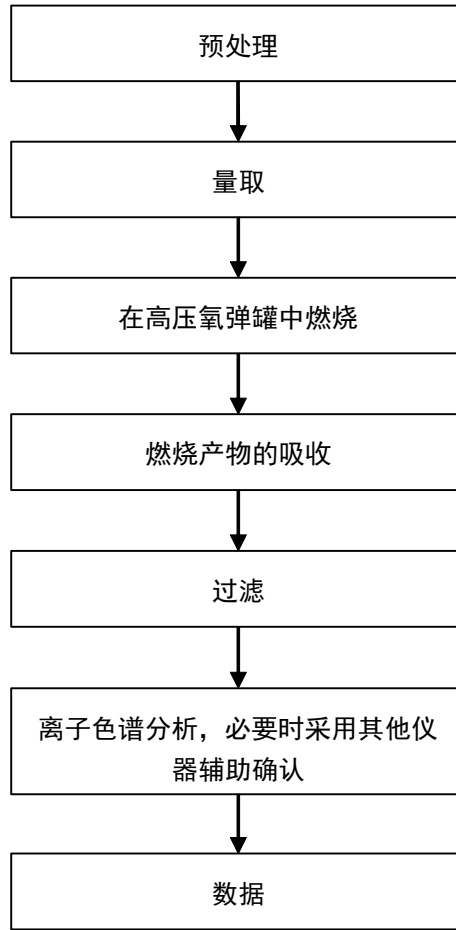 预处理
量取
在高压氧弹罐中燃烧
燃烧产物的吸收
过滤
离子色谱分析，必要时采用其他仪
器辅助确认
数据